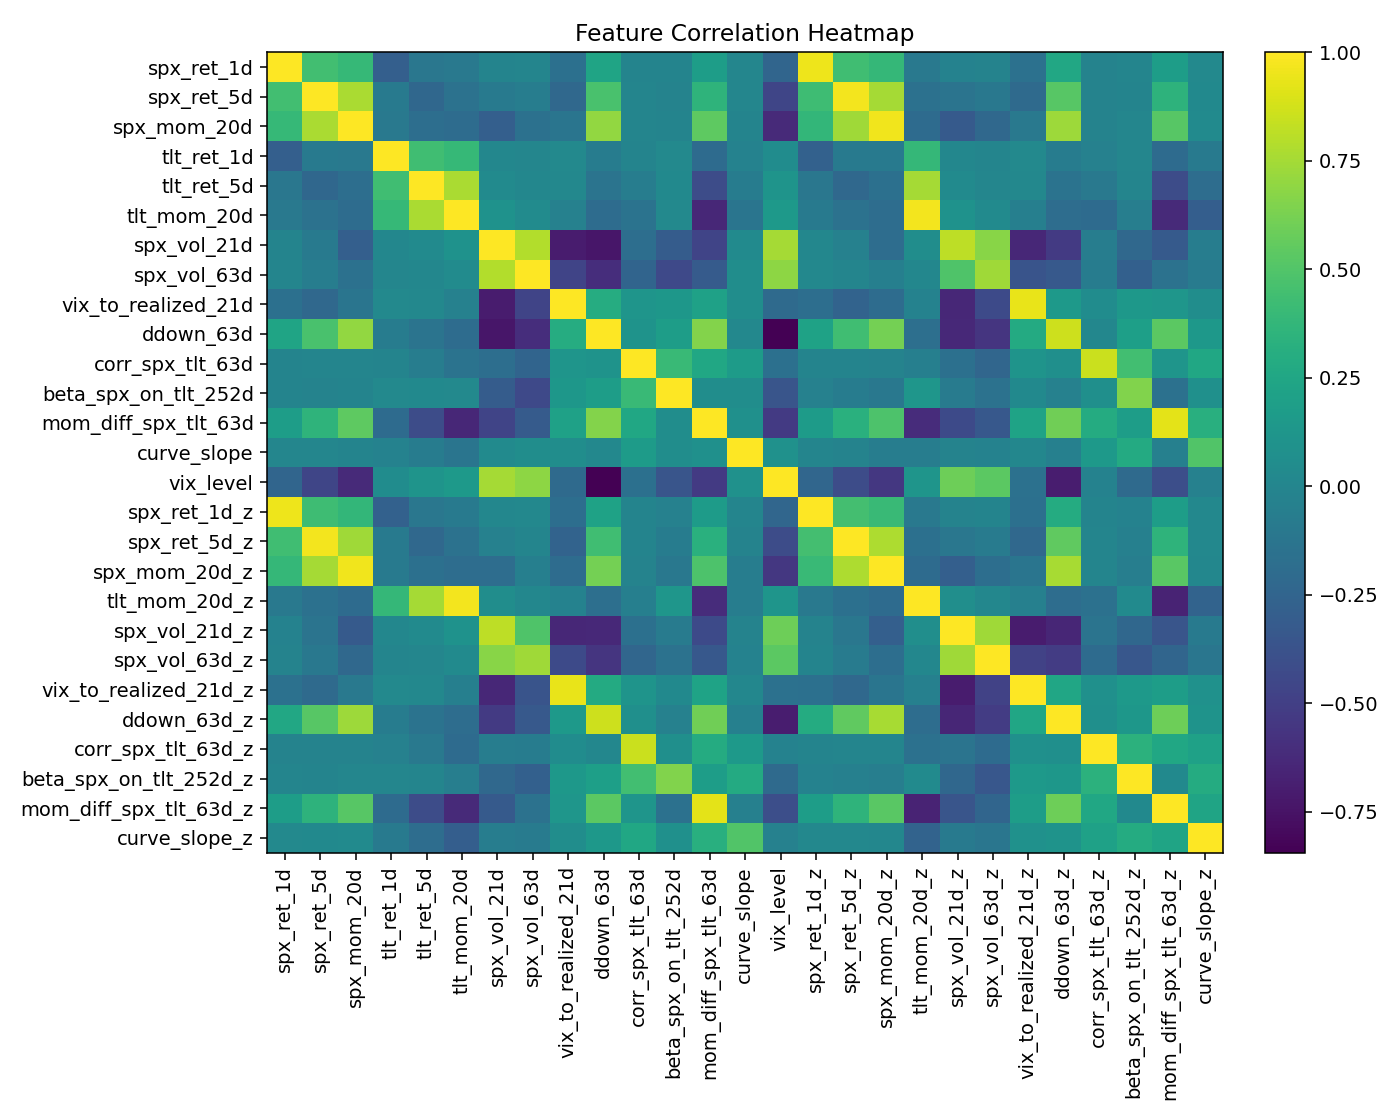 Feature Correlation Heatmap
spx_ret_1d
spx_ret_5d
spx_mom_20d
tlt_ret_1d
tlt_ret_5d
tlt_mom_20d
spx_vol_21d
spx_vol_63d
vix_to_realized_21d
ddown_63d
corr_spx_tlt_63d
beta_spx_on_tlt_252d
mom_diff_spx_tlt_63d
curve_slope
vix_level
spx_ret_1d_z
spx_ret_5d_z
spx_mom_20d_z
tlt_mom_20d_z
spx_vol_21d_z
spx_vol_63d_z
vix_to_realized_21d_z
ddown_63d_z
corr_spx_tlt_63d_z
beta_spx_on_tlt_252d_z
mom_diff_spx_tlt_63d_z
curve_slope_z
spx_ret_1d
spx_ret_5d
spx_mom_20d
tlt_ret_1d
tlt_ret_5d
tlt_mom_20d
spx_vol_21d
spx_vol_63d
vix_to_realized_21d
ddown_63d
corr_spx_tlt_63d
beta_spx_on_tlt_252d
mom_diff_spx_tlt_63d
curve_slope
vix_level
spx_ret_1d_z
spx_ret_5d_z
spx_mom_20d_z
tlt_mom_20d_z
spx_vol_21d_z
spx_vol_63d_z
vix_to_realized_21d_z
ddown_63d_z
corr_spx_tlt_63d_z
beta_spx_on_tlt_252d_z
mom_diff_spx_tlt_63d_z
curve_slope_z
1.00
0.75
0.50
0.25
0.00
−0.25
−0.50
−0.75